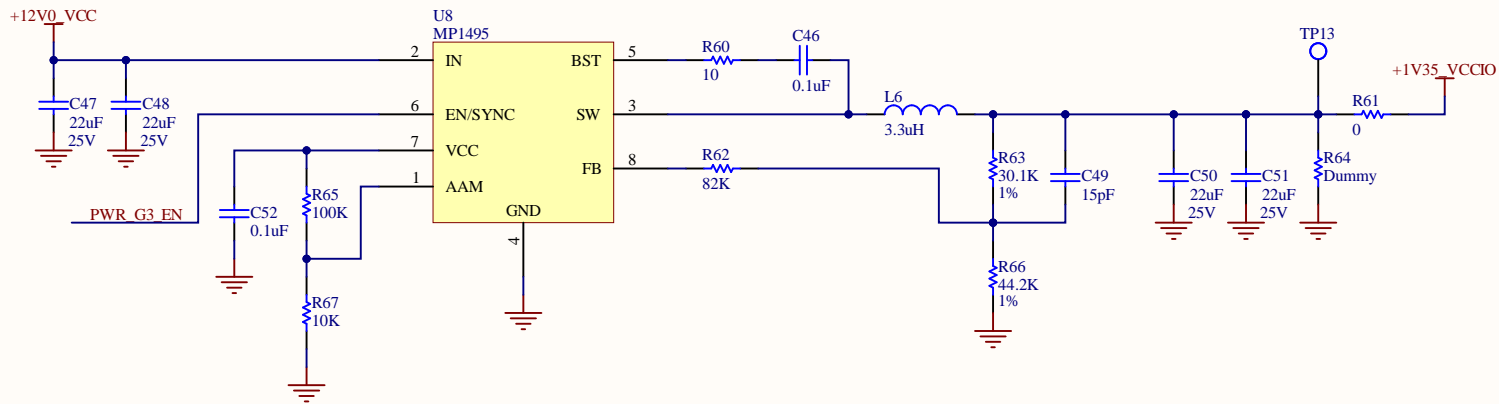 +12V0_VCC
U8
MP1495
2
IN
BST
5
R60
10
C46
0.1uF
TP13
+1V35_VCCIO
C47
22uF
25V
C48
22uF
25V
6
EN/SYNC
SW
3
L6
3.3uH
R61
0
7
VCC
FB
8
R62
82K
R63
30.1K
1%
C49
15pF
C50
22uF
25V
C51
22uF
25V
R64
Dummy
1
AAM
GND
4
PWR_G3_EN
C52
0.1uF
R65
100K
R66
44.2K
1%
R67
10K